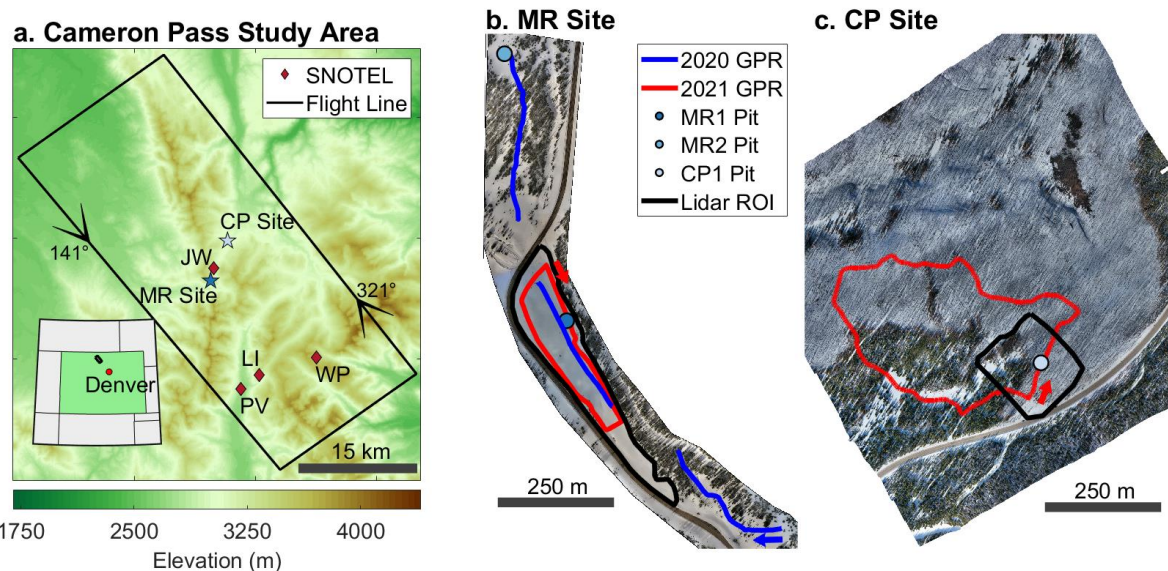 a. Cameron Pass Study Area
SNOTEL
Flight Line
CP Site
JW
141°
MR Site
321°
LI
WP
PV
Denver
15 km
1750
2500
3250
4000
Elevation (m)
b. MR Site
2020 GPR
2021 GPR
MR1 Pit
MR2 Pit
CP1 Pit
Lidar ROI
250 m
c. CP Site
250 m